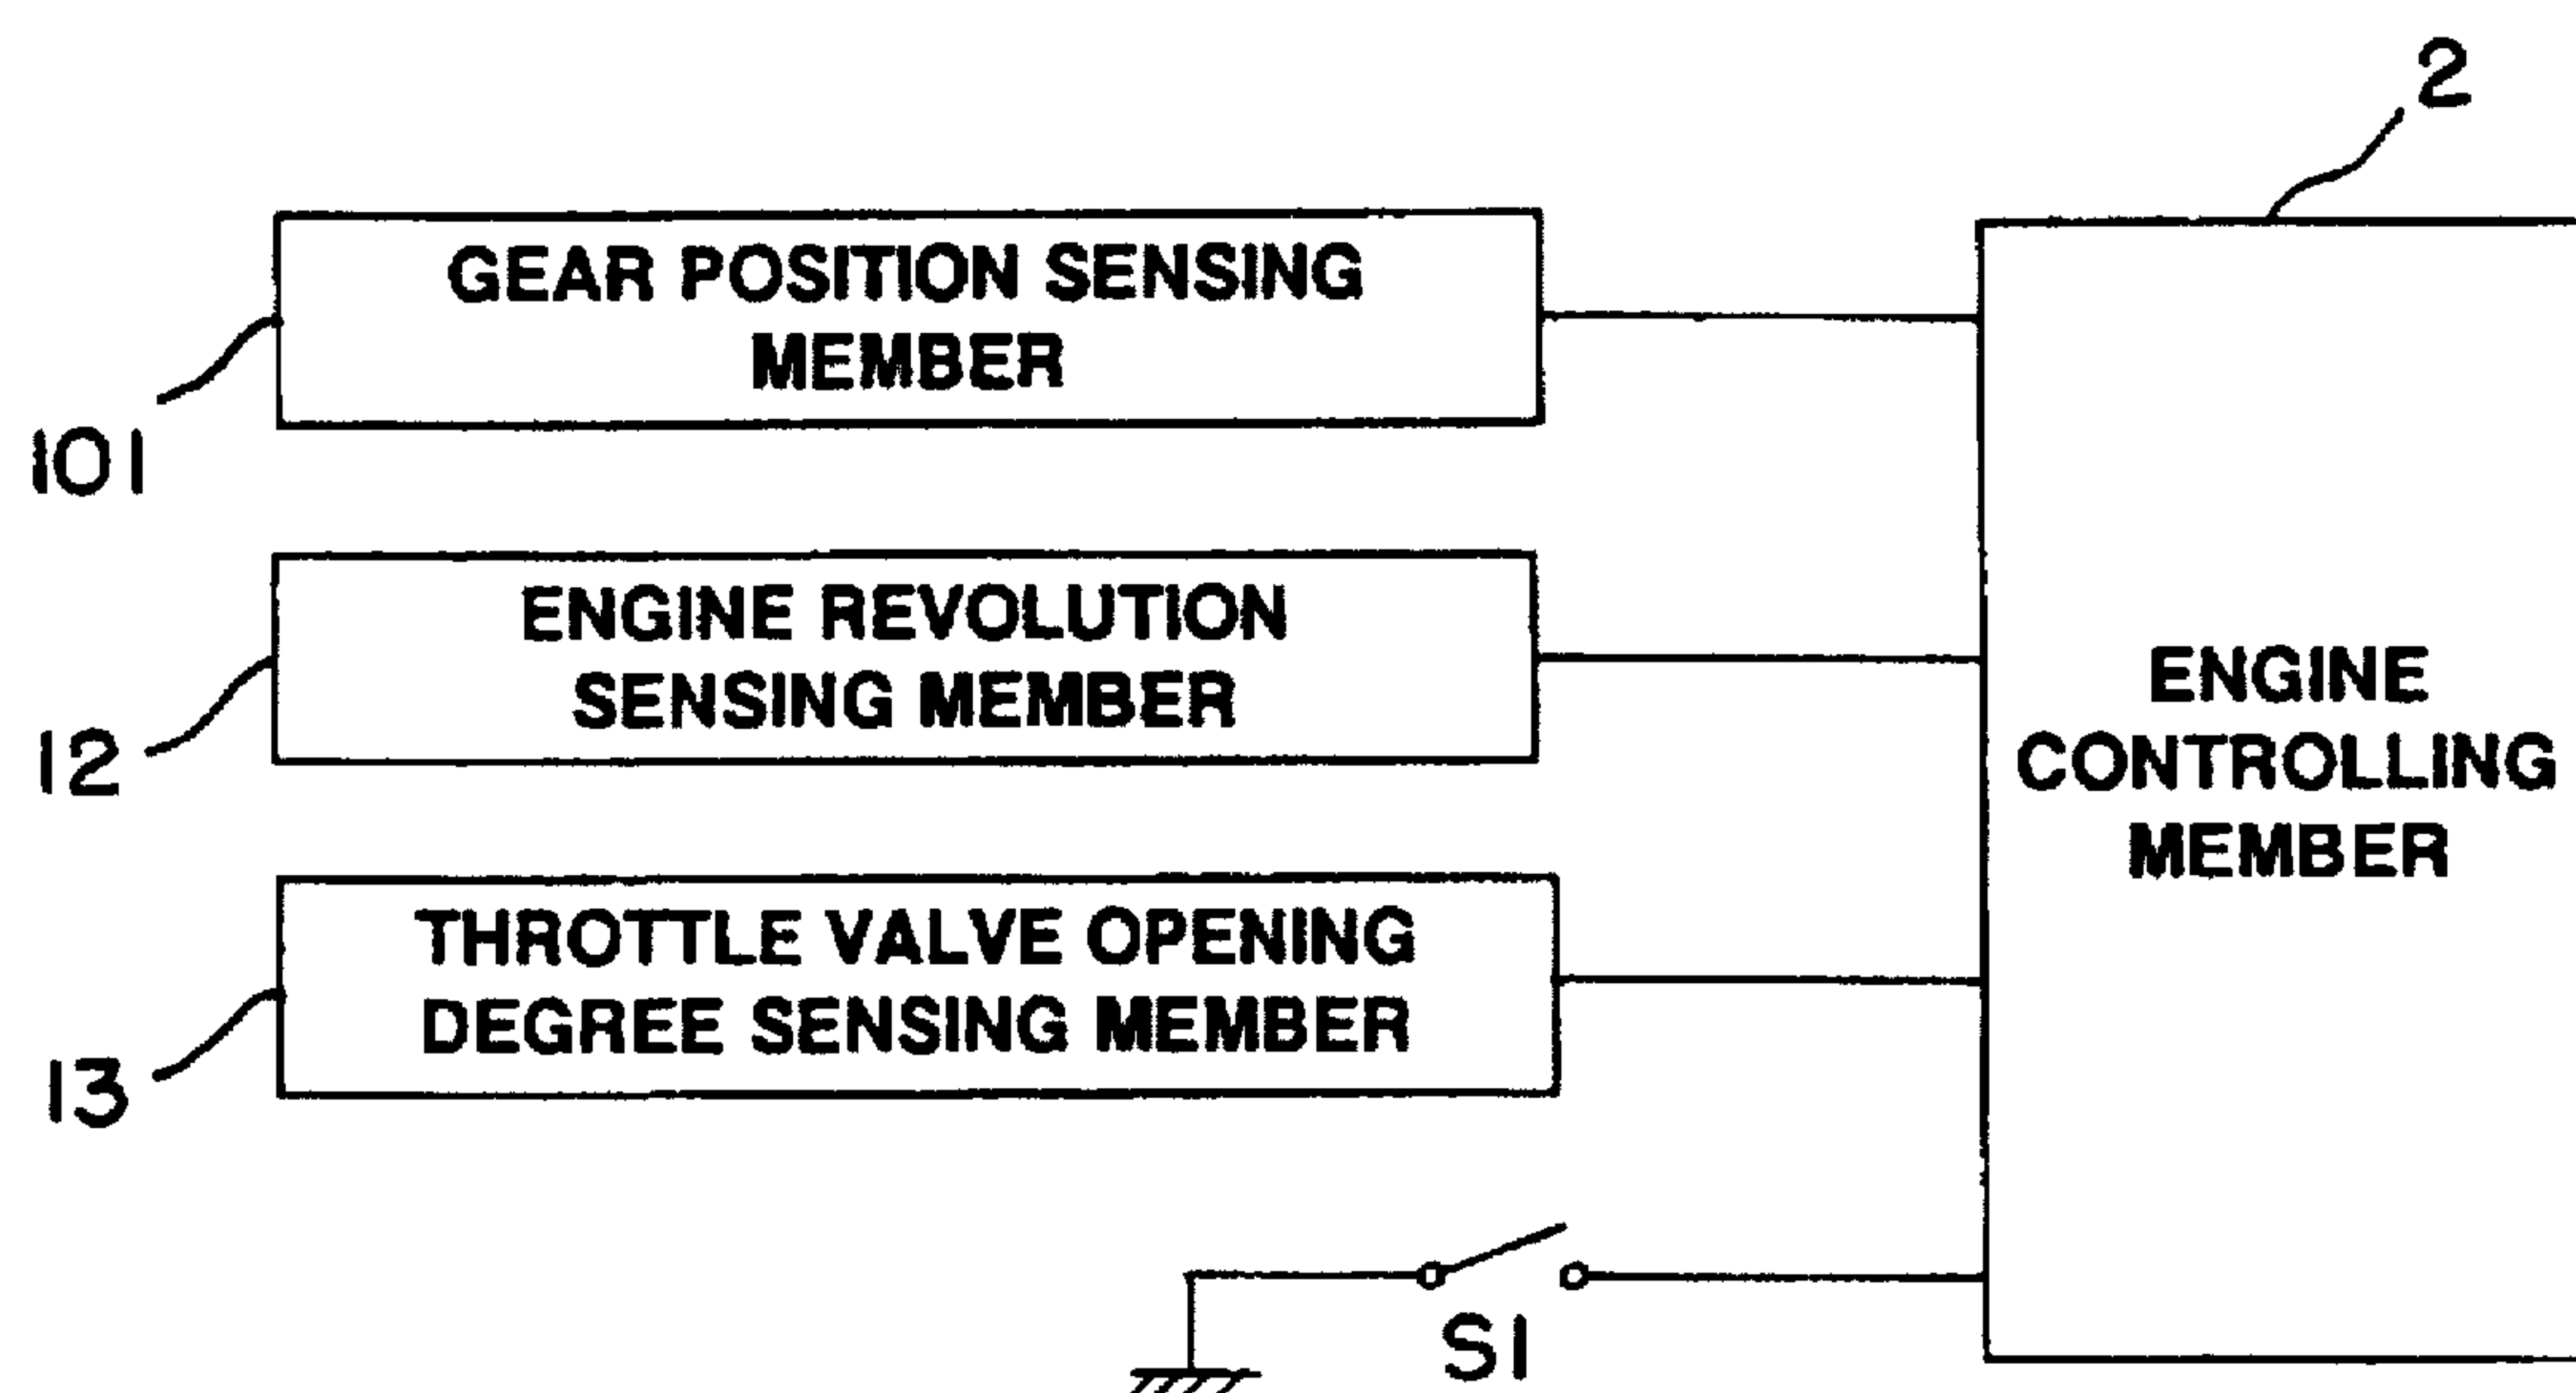 2
GEAR POSITION SENSING
MEMBER
101
ENGINE REVOLUTION
SENSING MEMBER
12
ENGINE
CONTROLLING
MEMBER
THROTTLE VALVE OPENING
DEGREE SENSING MEMBER
13
S1